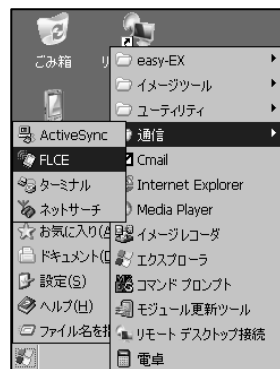 ごみ箱
リ
easy-EX
イメージツール
ユーティリティ
通信
ActiveSync
FLCE
ターミナル
ネットサーチ
Cmail
Internet Explorer
Media Player
イメージレコーダ
エクスプローラ
コマンド プロンプト
モジュール更新ツール
リモート デスクトップ接続
電卓
お気に入り(A
ドキュメント(D
設定(S)
ヘルプ(H)
ファイル名を指